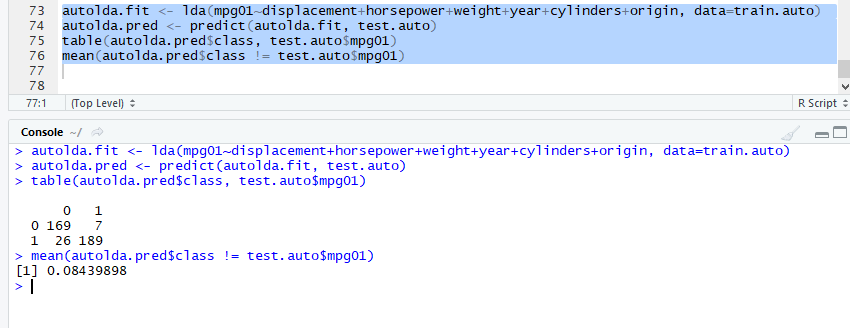 73 autolda.fit <- lda(mpg01~displacement+horsepower+weight+year+cylinders+origin, data=train.auto)
74 autolda.pred <- predict(autolda.fit, test.auto)
75 table(autolda.pred$class, test.auto$mpg01)
76 mean(autolda.pred$class != test.auto$mpg01)
77
78
77:1 (Top Level) R Script
Console ~/
> autolda.fit <- lda(mpg01~displacement+horsepower+weight+year+cylinders+origin, data=train.auto)
> autolda.pred <- predict(autolda.fit, test.auto)
> table(autolda.pred$class, test.auto$mpg01)
0 1
0 169 7
1 26 189
> mean(autolda.pred$class != test.auto$mpg01)
[1] 0.08439898
>